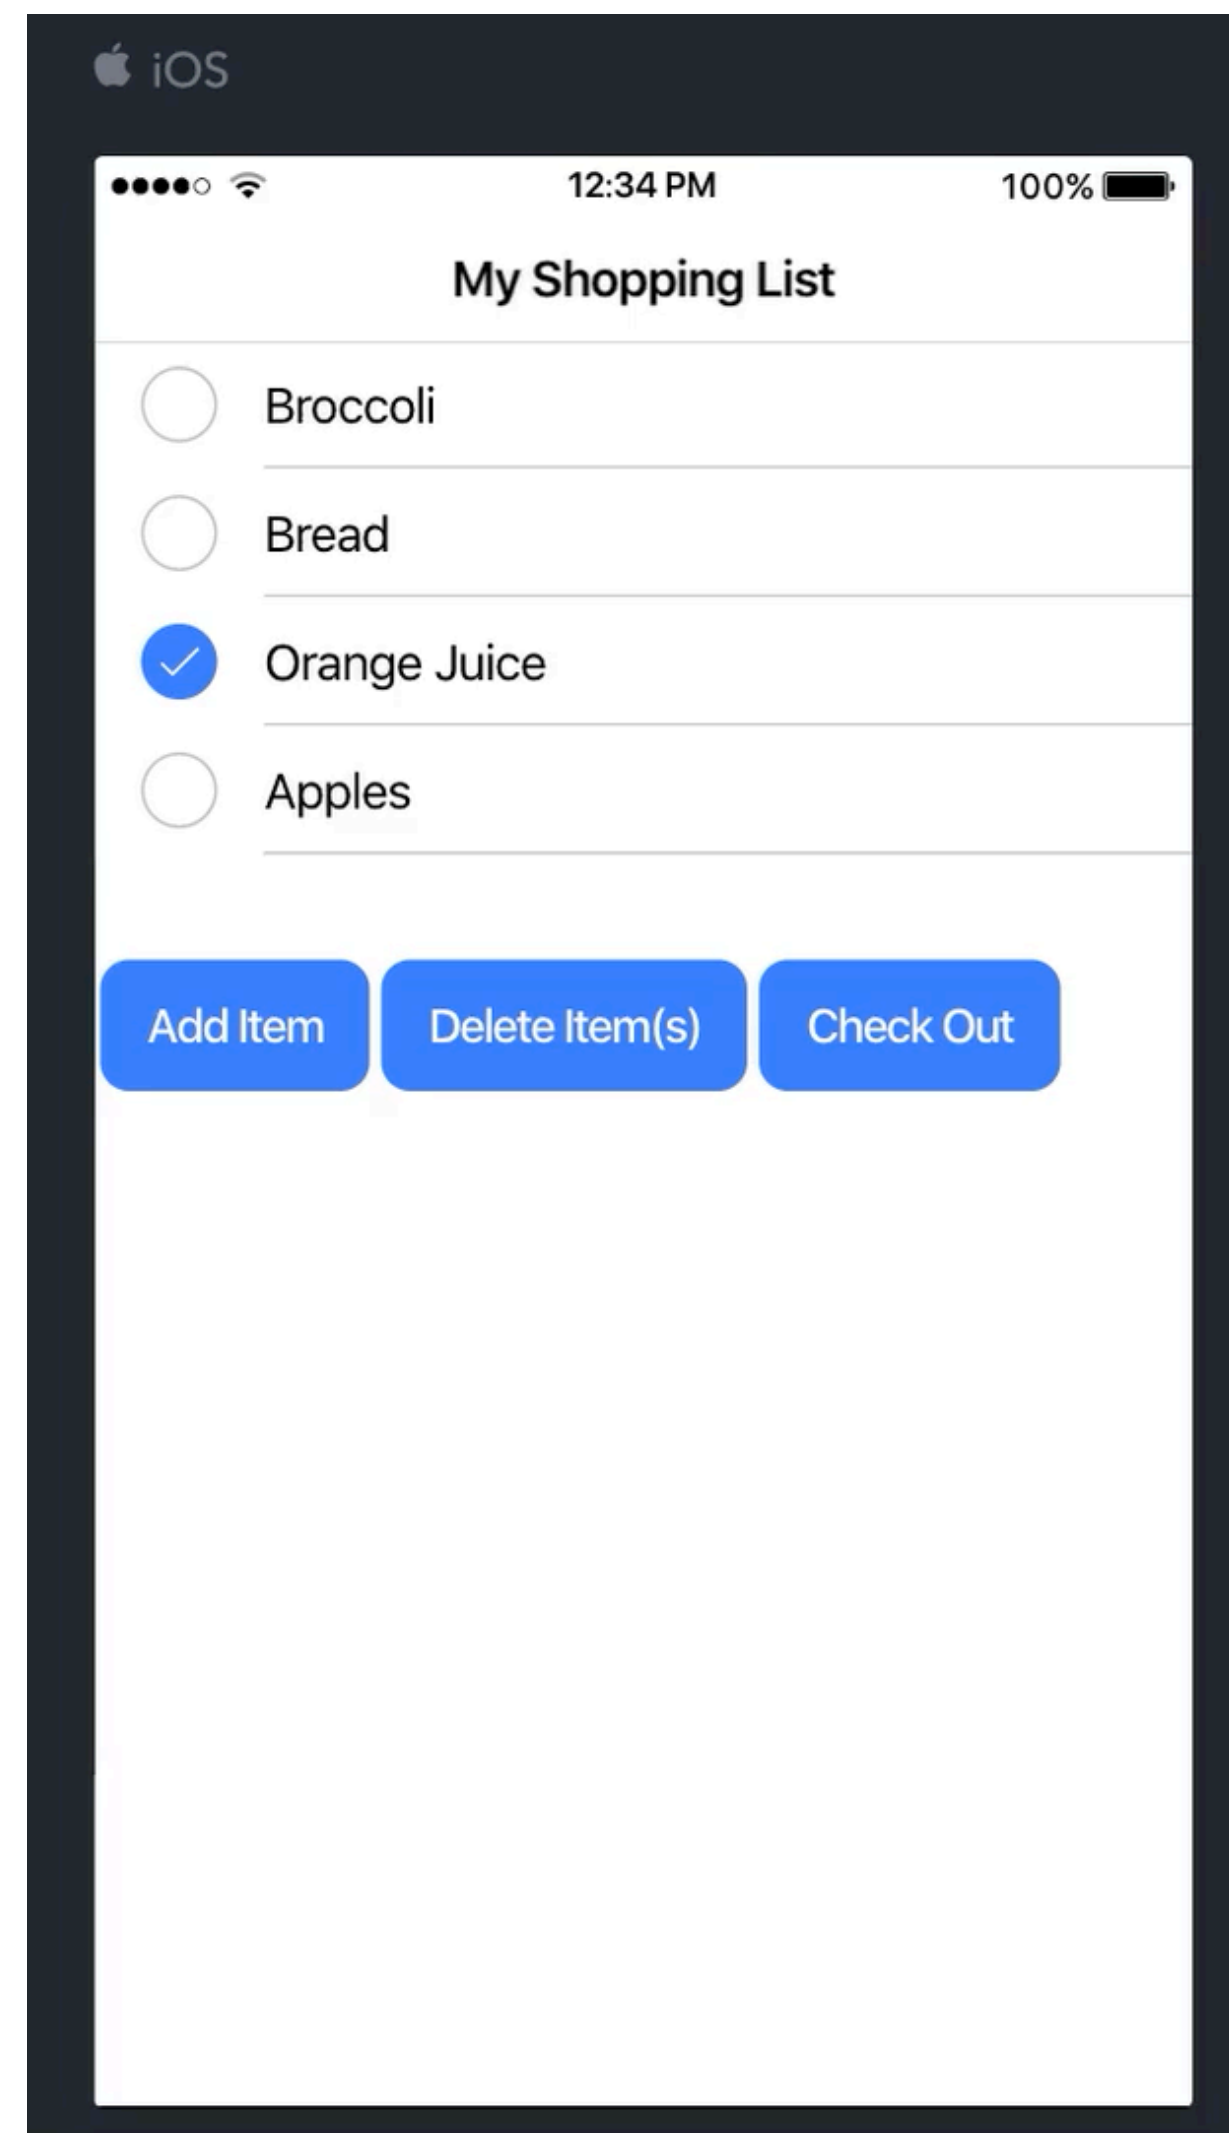 iOS
12:34 PM 100%
My Shopping List
Broccoli
Bread
Orange Juice
Apples
Add Item Delete Item(s) Check Out